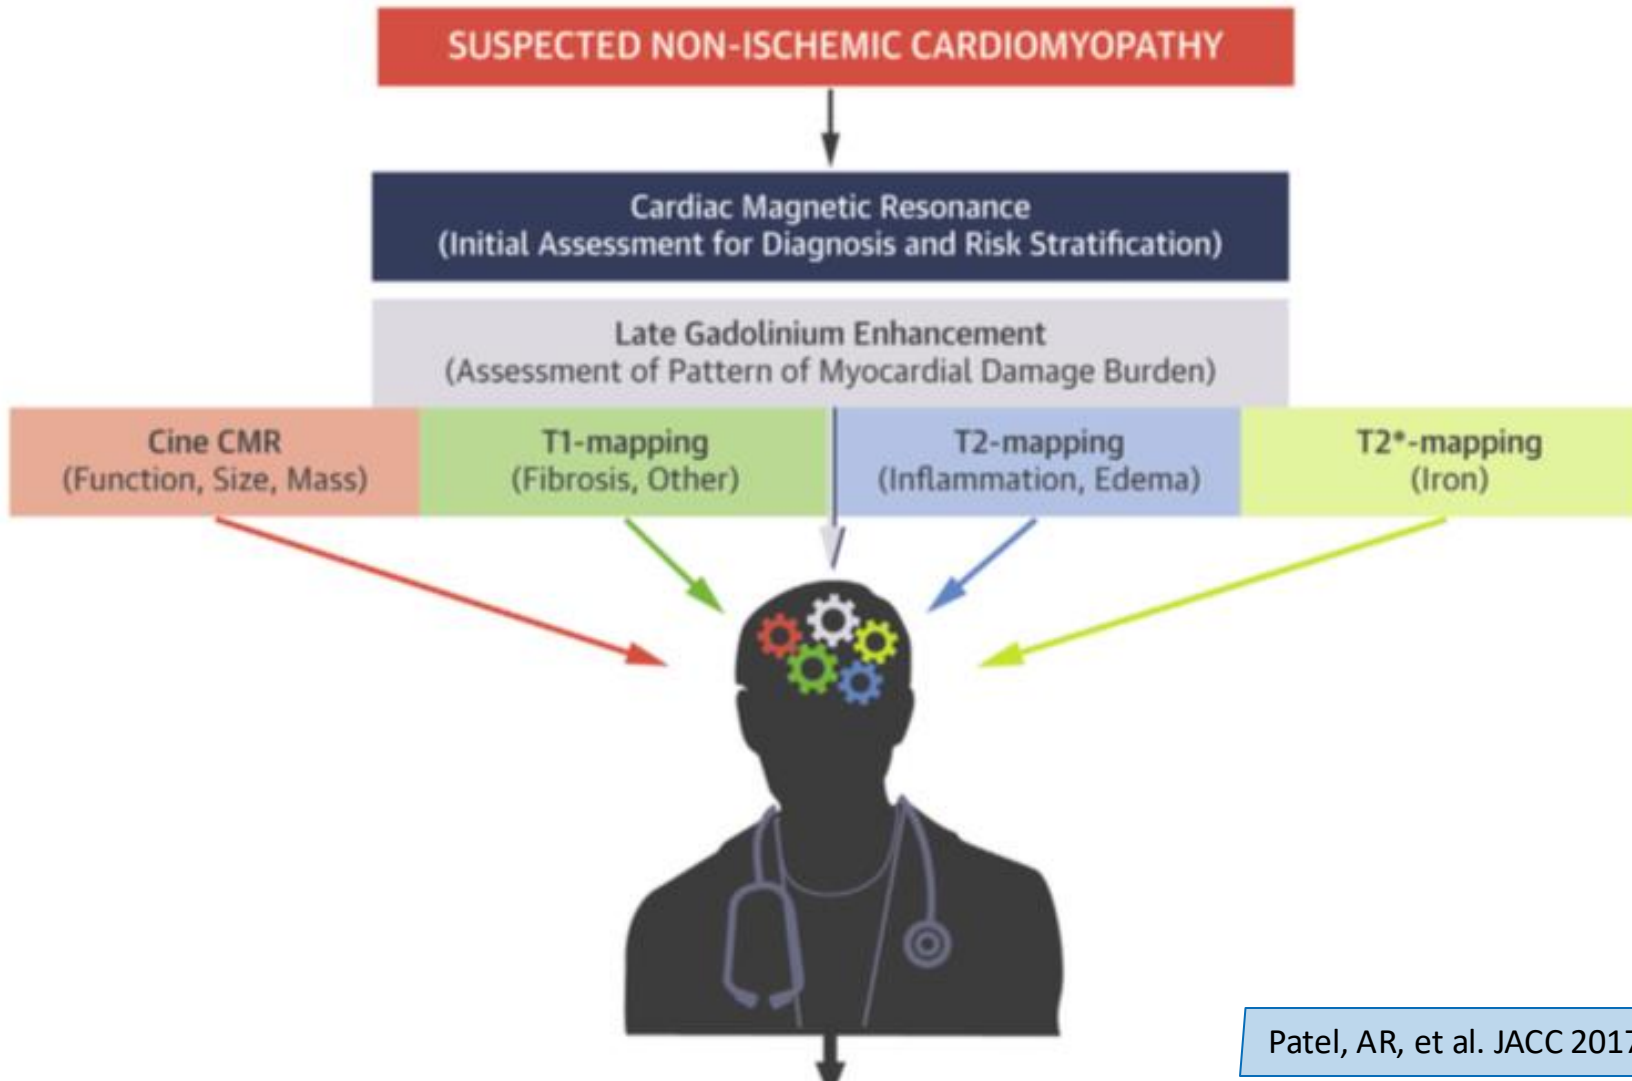 SUSPECTED NON-ISCHEMIC CARDIOMYOPATHY
Cardiac Magnetic Resonance
(Initial Assessment for Diagnosis and Risk Stratification)
Late Gadolinium Enhancement
(Assessment of Pattern of Myocardial Damage Burden)
Cine CMR
(Function, Size, Mass)
T1-mapping
(Fibrosis, Other)
T2-mapping
(Inflammation, Edema)
T2*-mapping
(Iron)
Patel, AR, et al. JACC 2017